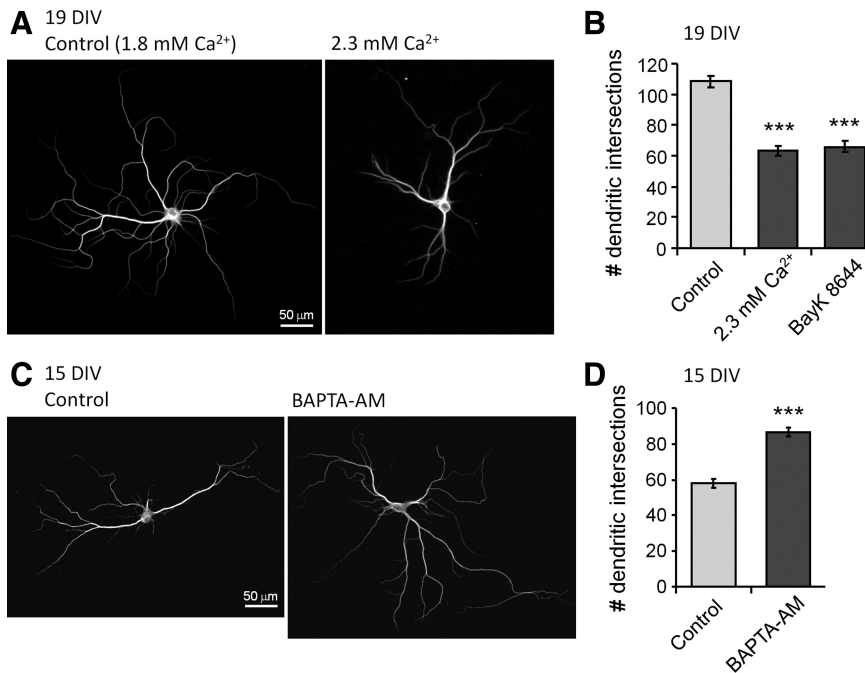 A
19 DIV
Control (1.8 mM Ca²⁺)
2.3 mM Ca²⁺
50 µm
B
19 DIV
# dendritic intersections
120
100
80
60
40
20
0
***
***
Control
2.3 mM Ca²⁺
BayK 8644
C
15 DIV
Control
BAPTA-AM
50 µm
D
15 DIV
# dendritic intersections
100
80
60
40
20
0
***
Control
BAPTA-AM